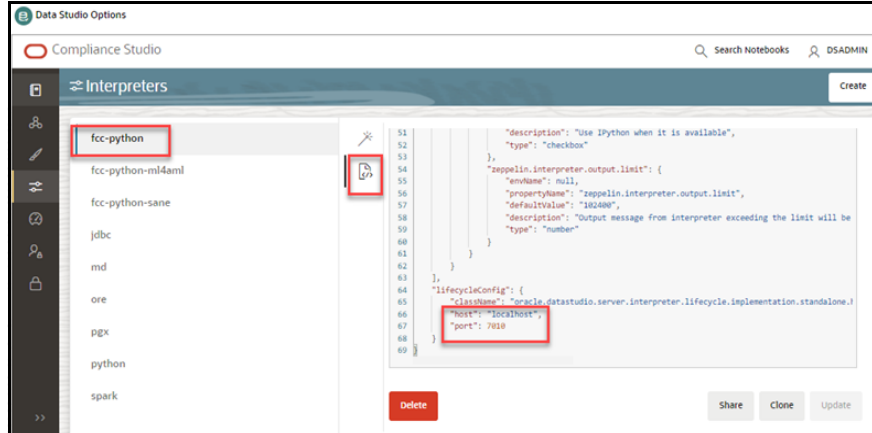 Data Studio Options
Compliance Studio
Search Notebooks
DSADMIN
Interpreters
Create
fcc-python
fcc-python-ml4aml
fcc-python-sane
jdbc
md
ore
pgx
python
spark
51 "description": "Use IPython when it is available",
52 "type": "checkbox"
53 },
54 "zeppelin.interpreter.output.limit": {
55 "envName": null,
56 "propertyName": "zeppelin.interpreter.output.limit",
57 "defaultValue": "102400",
58 "description": "Output message from interpreter exceeding the limit will be
59 "type": "number"
60 }
61 }
62 }
63 ],
64 "lifecycleConfig": {
65 "className": "oracle.datastudio.server.interpreter.lifecycle.implementation.standalone.
66 "host": "localhost",
67 "port": 7010
68 }
69
Delete
Share
Clone
Update